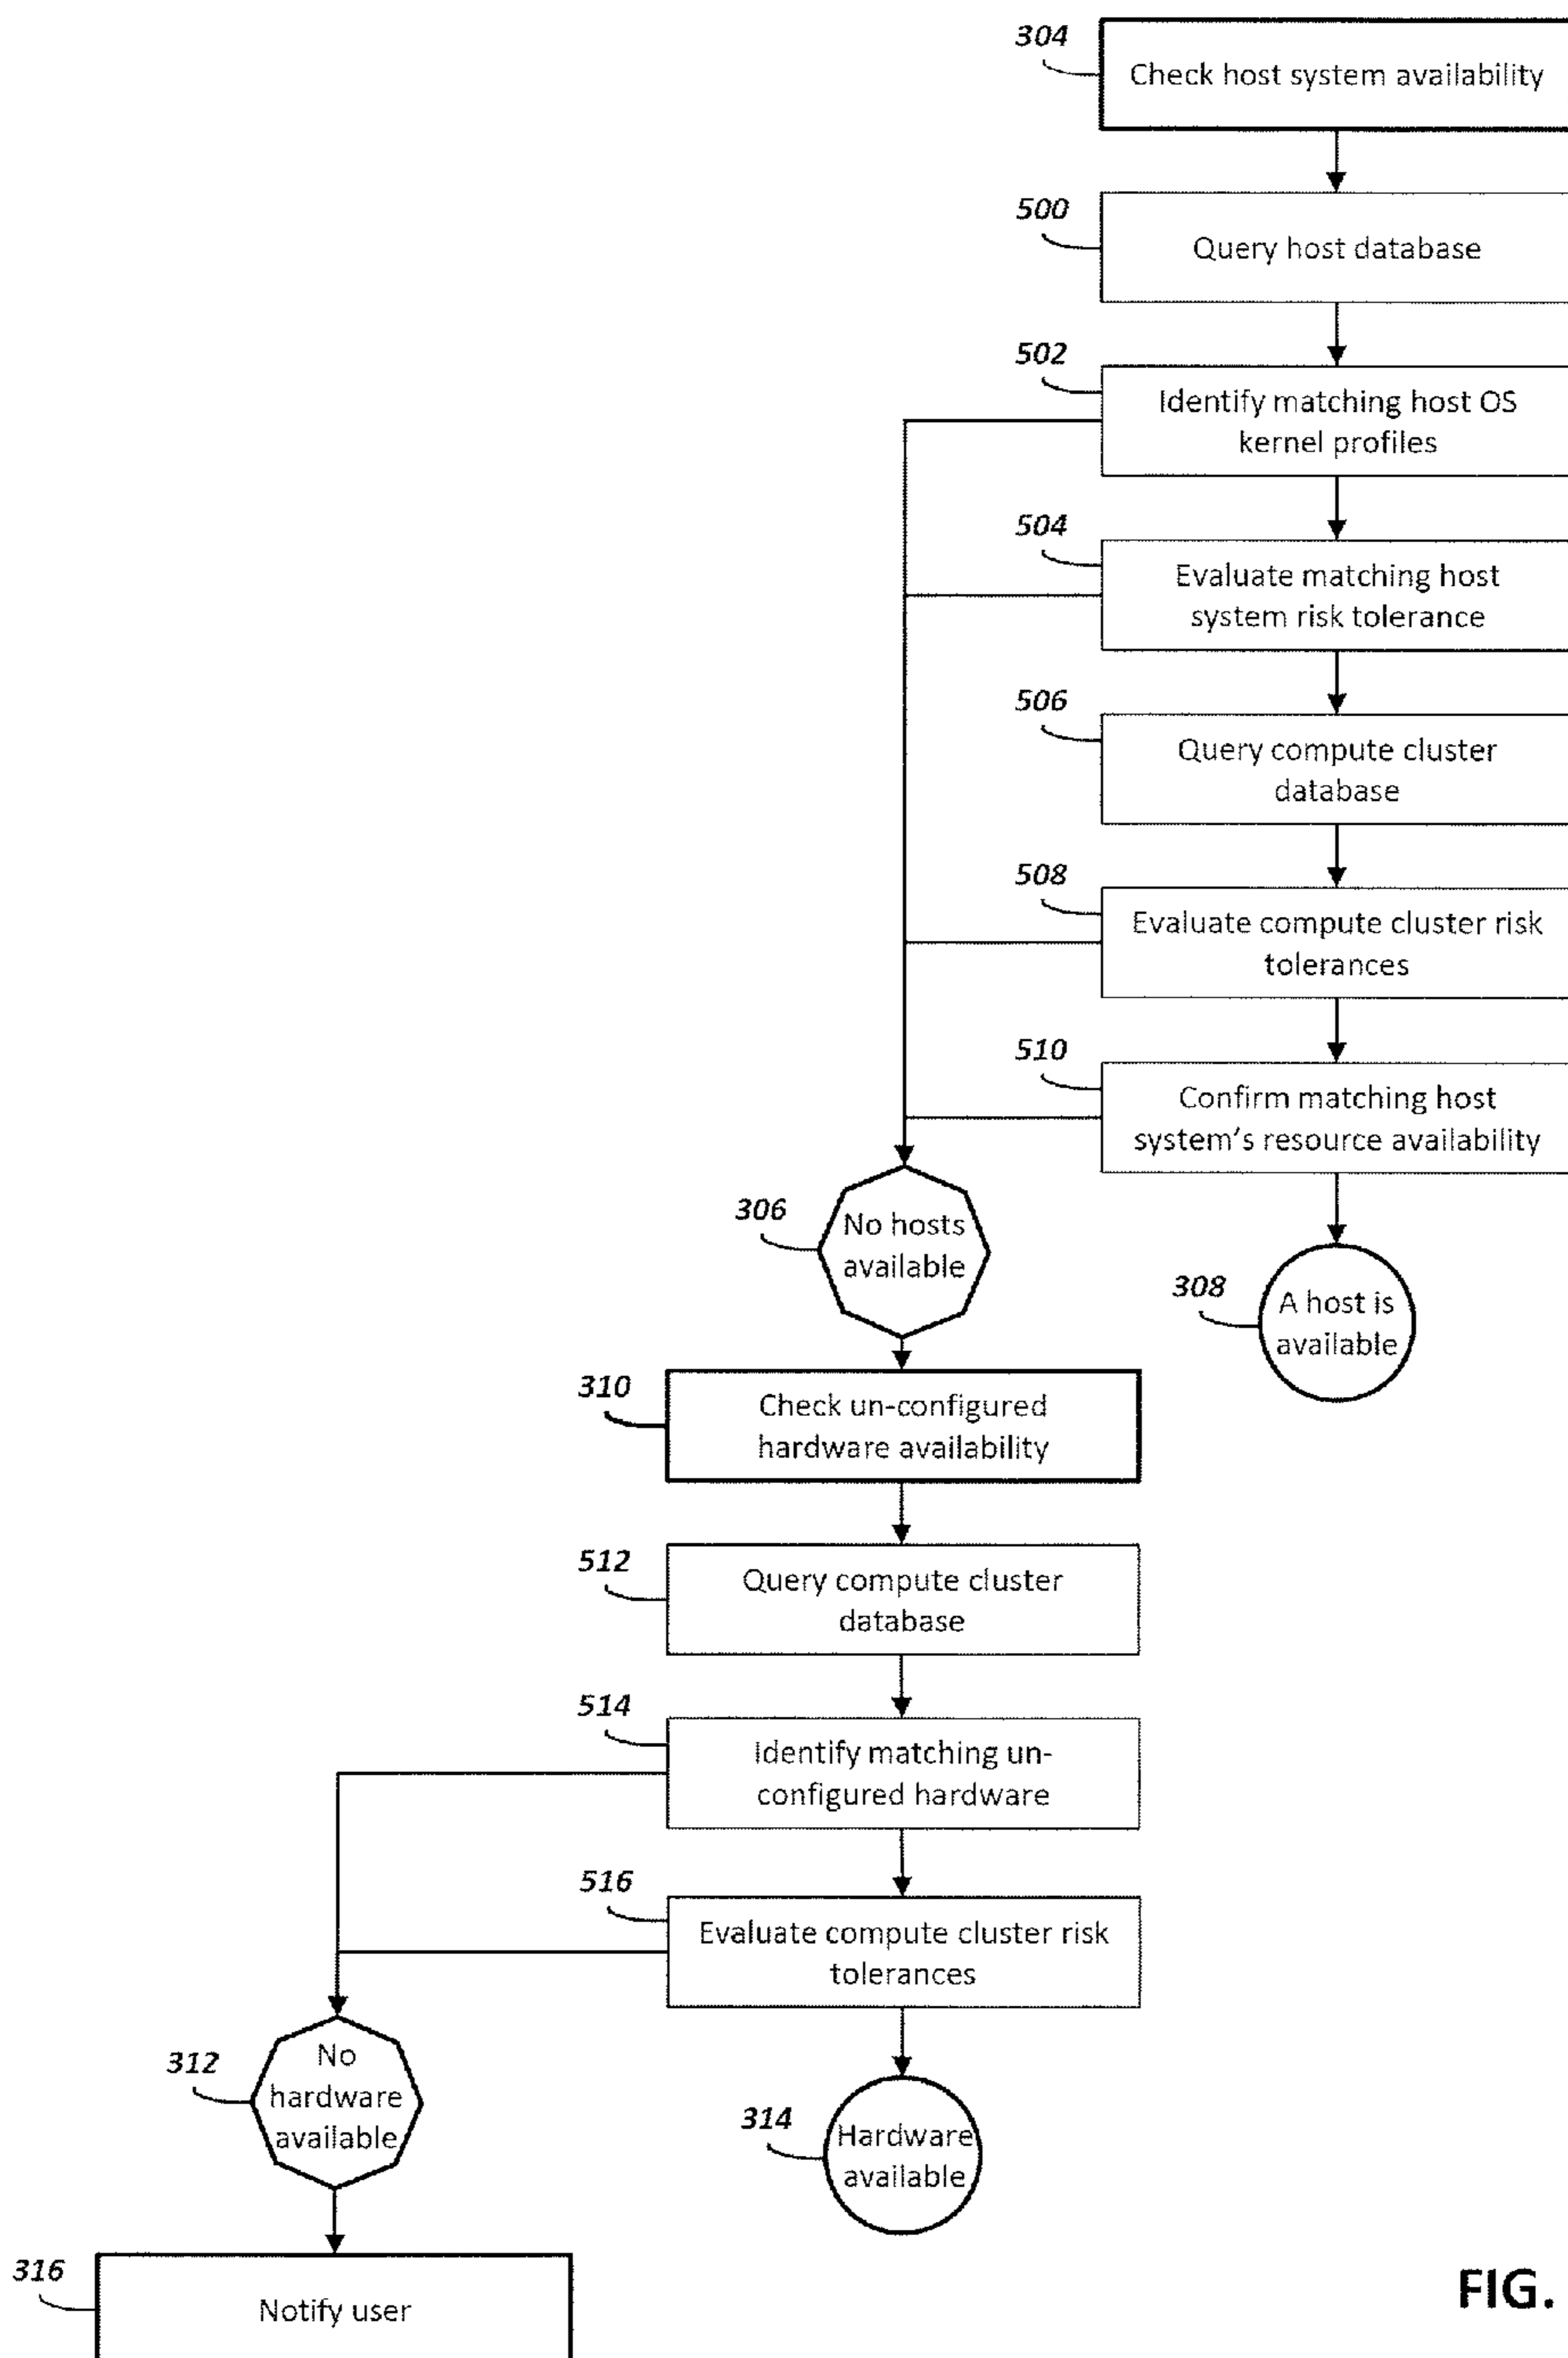 304
Check host system availability
500
Query host database
502
Identify matching host OS
kernel profiles
504
Evaluate matching host
system risk tolerance
506
Query compute cluster
database
508
Evaluate compute cluster risk
tolerances
510
Confirm matching host
system's resource availability
306
No hosts
available
308
A host is
available
310
Check un-configured
hardware availability
512
Query compute cluster
database
514
Identify matching un-
configured hardware
516
Evaluate compute cluster risk
tolerances
312
No
hardware
available
314
Hardware
available
316
Notify user
FIG.